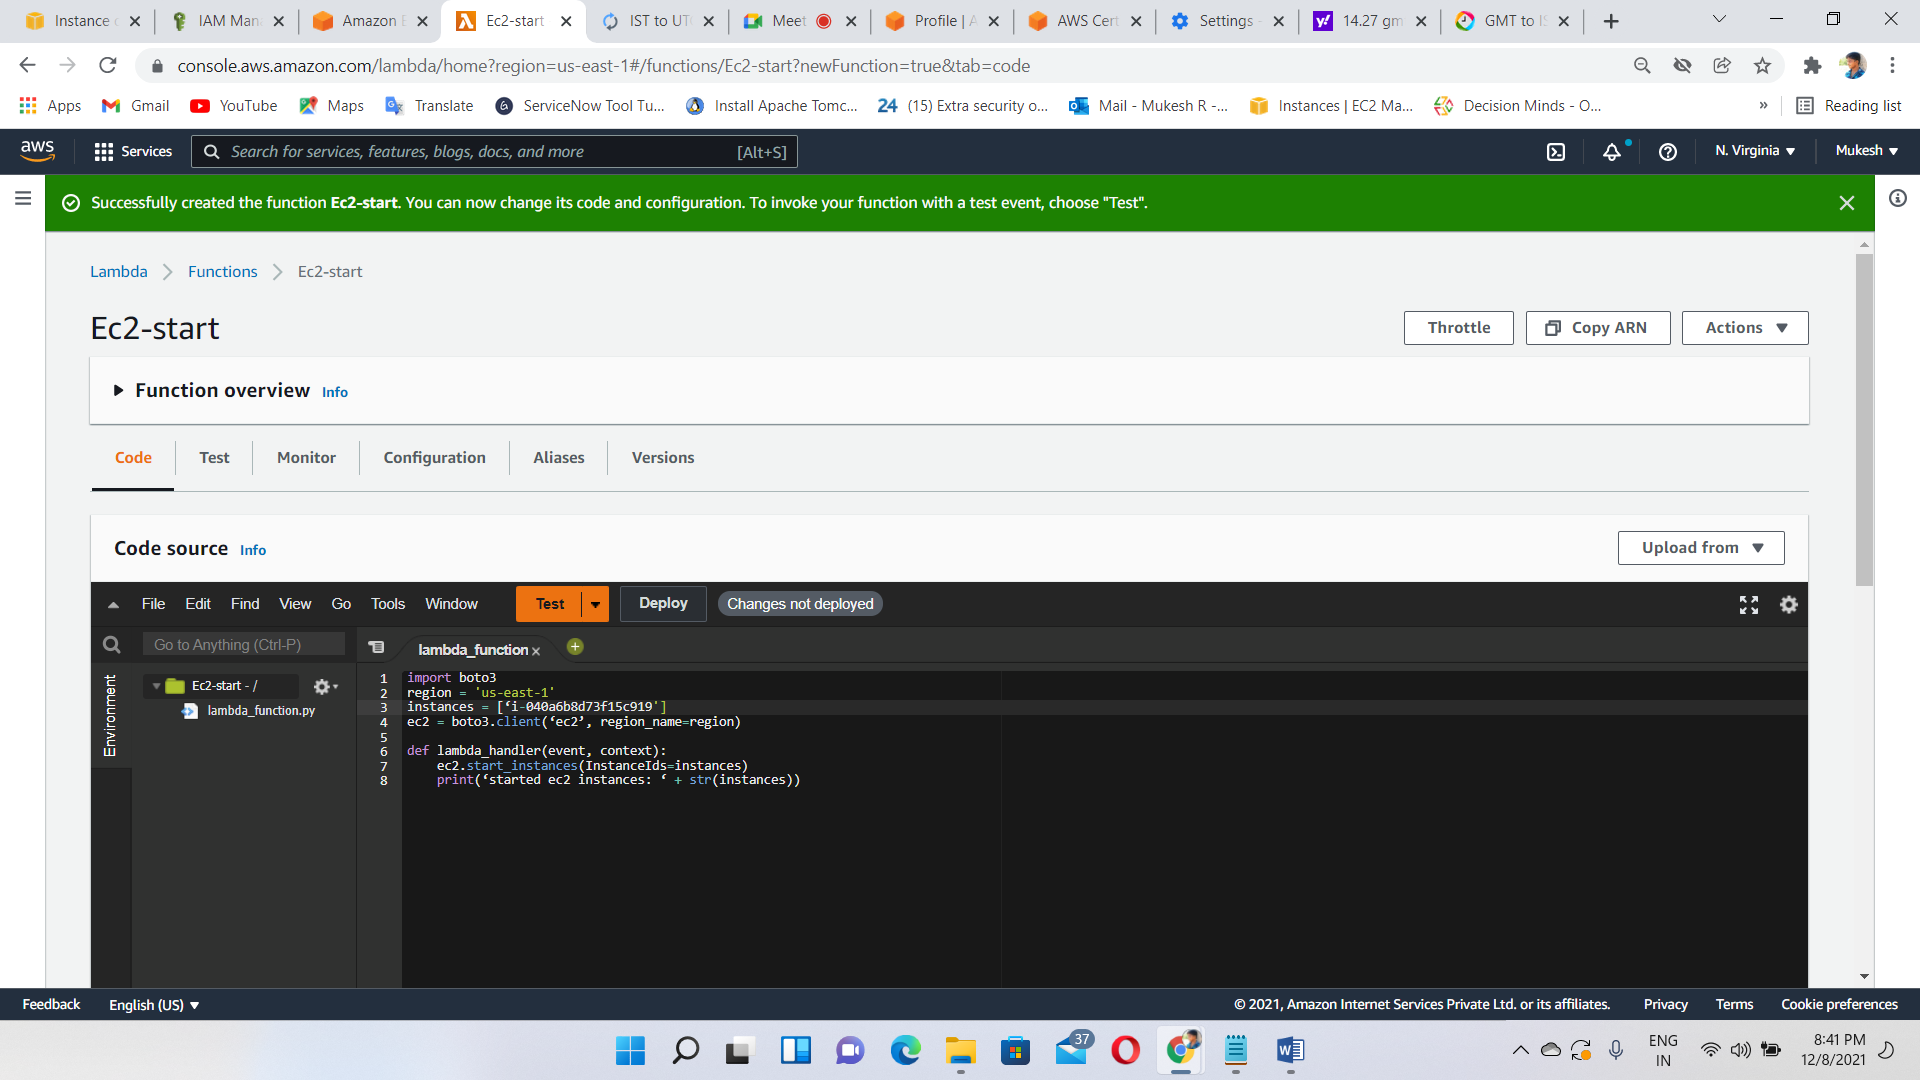 Instance
IAM Man
Amazon E
Ec2-start
IST to UT
Meet
Profile | A
AWS Cert
Settings -
14.27 gm
GMT to IS
console.aws.amazon.com/lambda/home?region=us-east-1#/functions/Ec2-start?newFunction=true&tab=code
Apps
Gmail
YouTube
Maps
Translate
ServiceNow Tool Tu...
Install Apache Tomc...
24 (15) Extra security o...
Mail - Mukesh R -...
Instances | EC2 Ma...
Decision Minds - O...
»
Reading list
aws
Services
Search for services, features, blogs, docs, and more [Alt+S]
N. Virginia
Mukesh
Successfully created the function Ec2-start. You can now change its code and configuration. To invoke your function with a test event, choose "Test".
Lambda > Functions > Ec2-start
Ec2-start
Throttle
Copy ARN
Actions
Function overview Info
Code
Test
Monitor
Configuration
Aliases
Versions
Code source Info
Upload from
File Edit Find View Go Tools Window
Test
Deploy
Changes not deployed
Go to Anything (Ctrl-P)
lambda_function
Environment
Ec2-start - /
lambda_function.py
1 import boto3
2 region = 'us-east-1'
3 instances = [‘i-040a6b8d73f15c919']
4 ec2 = boto3.client(‘ec2’, region_name=region)
5
6 def lambda_handler(event, context):
7 ec2.start_instances(InstanceIds=instances)
8 print(‘started ec2 instances: ‘ + str(instances))
Feedback
English (US)
© 2021, Amazon Internet Services Private Ltd. or its affiliates.
Privacy
Terms
Cookie preferences
37
ENG
IN
8:41 PM
12/8/2021